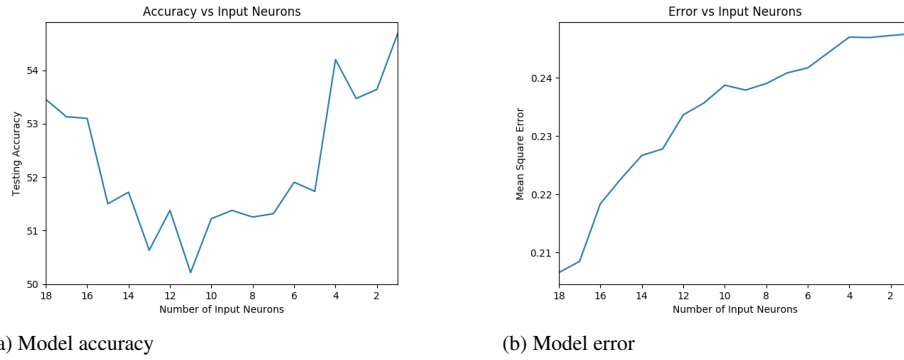 Accuracy vs Input Neurons
Testing Accuracy
54
53
52
51
50
18 16 14 12 10 8 6 4 2
Number of Input Neurons
a) Model accuracy
Error vs Input Neurons
Mean Square Error
0.24
0.23
0.22
0.21
18 16 14 12 10 8 6 4 2
Number of Input Neurons
(b) Model error